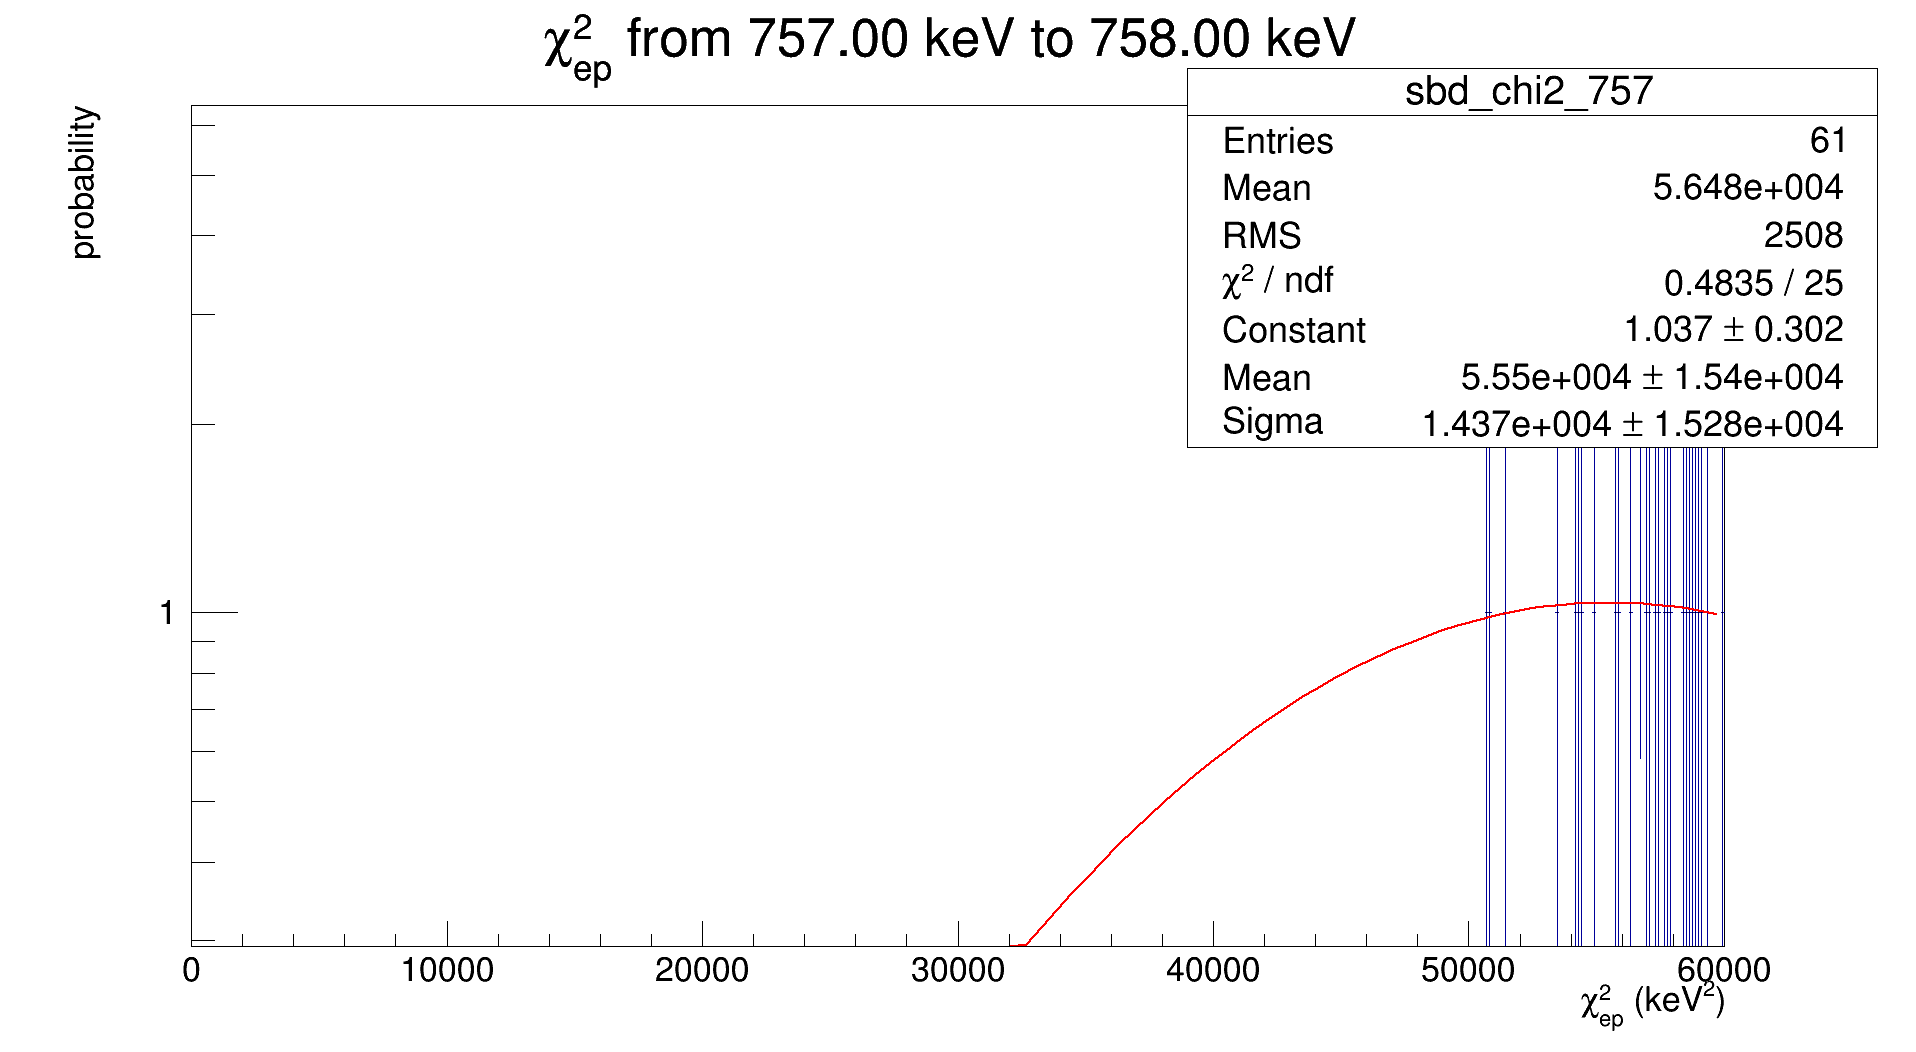 χ²ep from 757.00 keV to 758.00 keV
probability
sbd_chi2_757
Entries 61
Mean 5.648e+004
RMS 2508
χ² / ndf 0.4835 / 25
Constant 1.037 ± 0.302
Mean 5.55e+004 ± 1.54e+004
Sigma 1.437e+004 ± 1.528e+004
1
0 10000 20000 30000 40000 50000 60000
χ²ep (keV²)